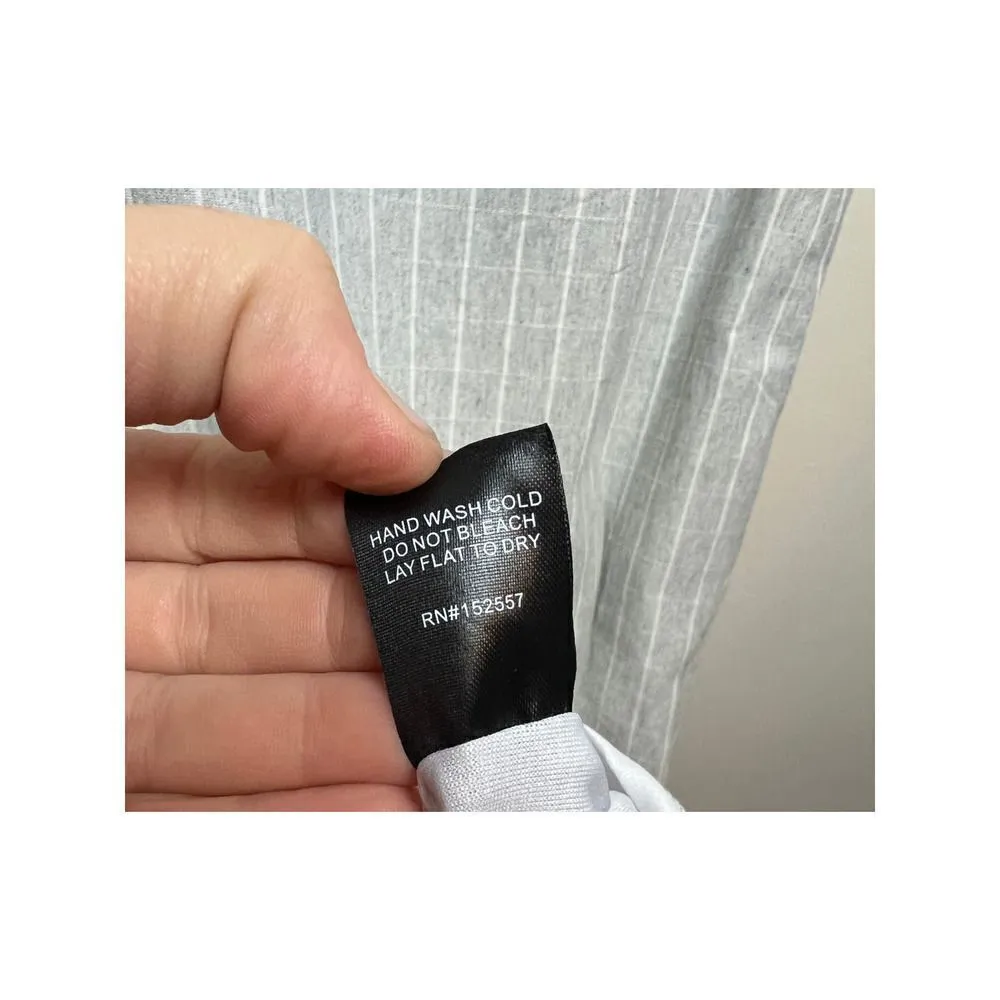 HAND WASH COLD
DO NOT BLEACH
LAY FLAT TO DRY
RN#152557